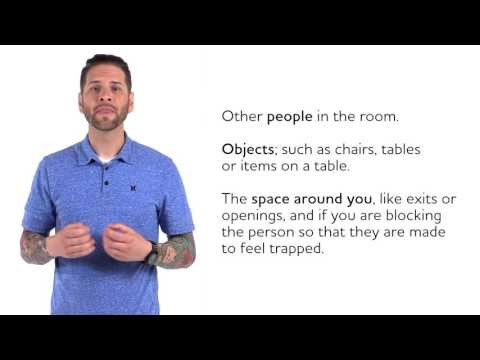 Other people in the room.
Objects; such as chairs, tables
or items on a table.
The space around you, like exits or
openings, and if you are blocking
the person so that they are made
to feel trapped.